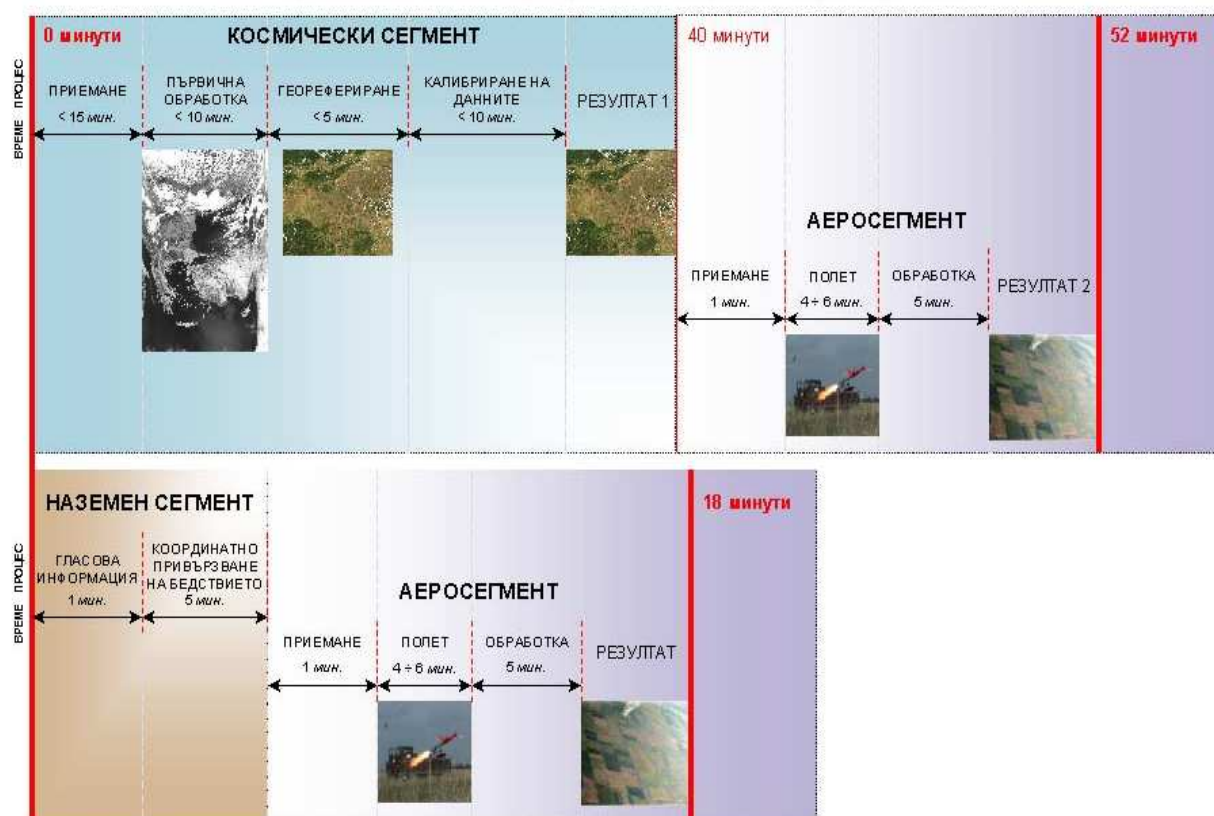 0 минути
КОСМИЧЕСКИ СЕГМЕНТ
40 минути
52 минути
ВРЕМЕ ПРОЦЕС
ПРИЕМАНЕ
< 15 мин.
ПЪРВИЧНА
ОБРАБОТКА
< 10 мин.
ГЕОРЕФЕРИРАНЕ
< 5 мин.
КАЛИБРИРАНЕ НА
ДАННИТЕ
< 10 мин.
РЕЗУЛТАТ 1
АЕРОСЕГМЕНТ
ПРИЕМАНЕ
1 мин.
ПОЛЕТ
4 ÷ 6 мин.
ОБРАБОТКА
5 мин.
РЕЗУЛТАТ 2
НАЗЕМЕН СЕГМЕНТ
18 минути
ВРЕМЕ ПРОЦЕС
ГЛАСОВА
ИНФОРМАЦИЯ
1 мин.
КООРДИНАТНО
ПРИВЪРЗВАНЕ
НА БЕДСТВИЕТО
5 мин.
АЕРОСЕГМЕНТ
ПРИЕМАНЕ
1 мин.
ПОЛЕТ
4 ÷ 6 мин.
ОБРАБОТКА
5 мин.
РЕЗУЛТАТ